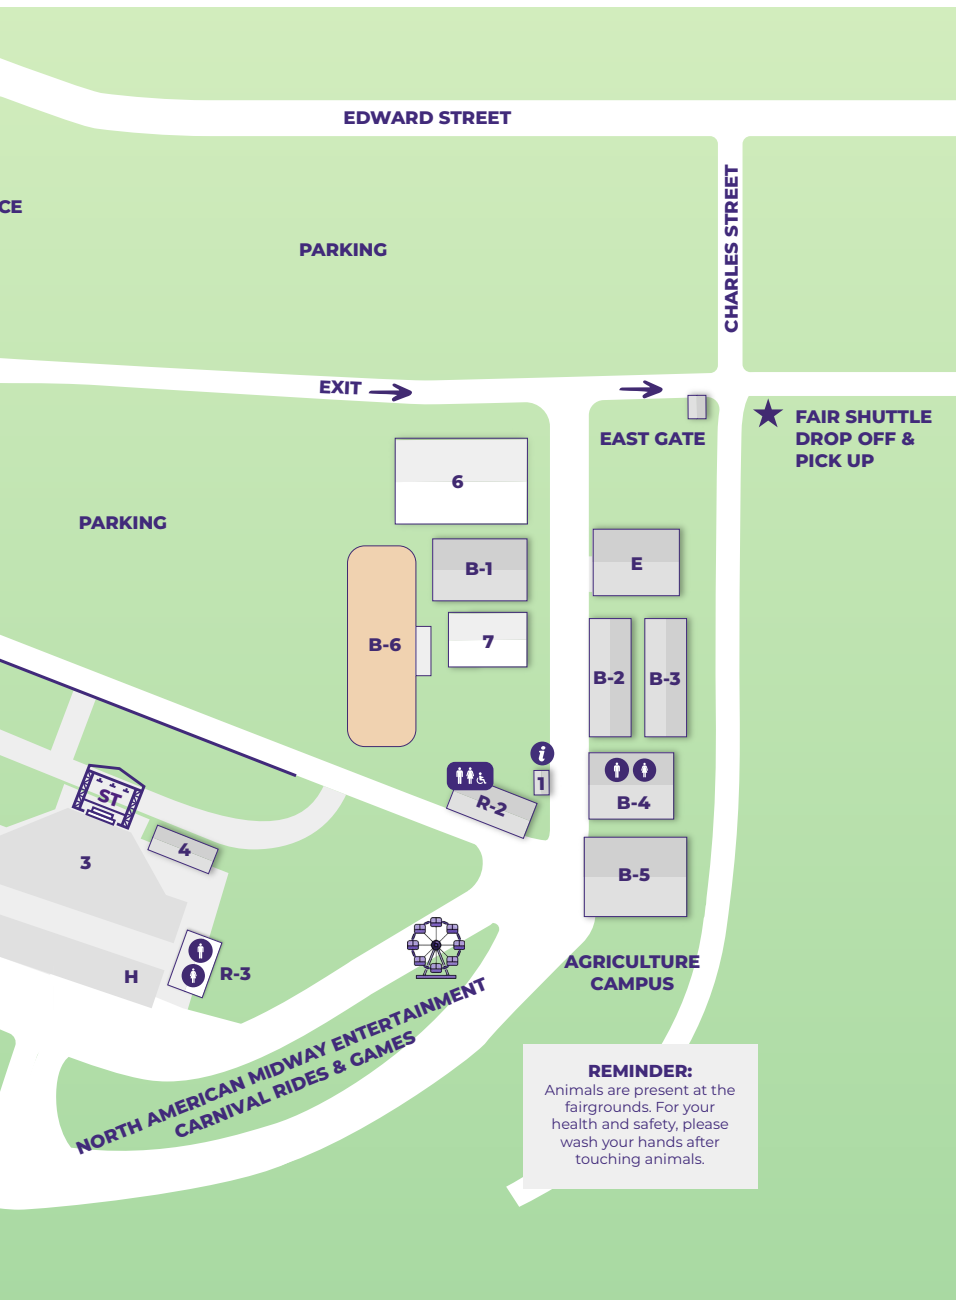 EDWARD STREET
CHARLES STREET
CE
PARKING
EXIT
EAST GATE
FAIR SHUTTLE
DROP OFF &
PICK UP
6
PARKING
E
B-1
B-6
7
B-2
B-3
i
1
R-2
B-4
ST
4
3
B-5
H
R-3
AGRICULTURE
CAMPUS
NORTH AMERICAN MIDWAY ENTERTAINMENT
CARNIVAL RIDES & GAMES
REMINDER:
Animals are present at the
fairgrounds. For your
health and safety, please
wash your hands after
touching animals.